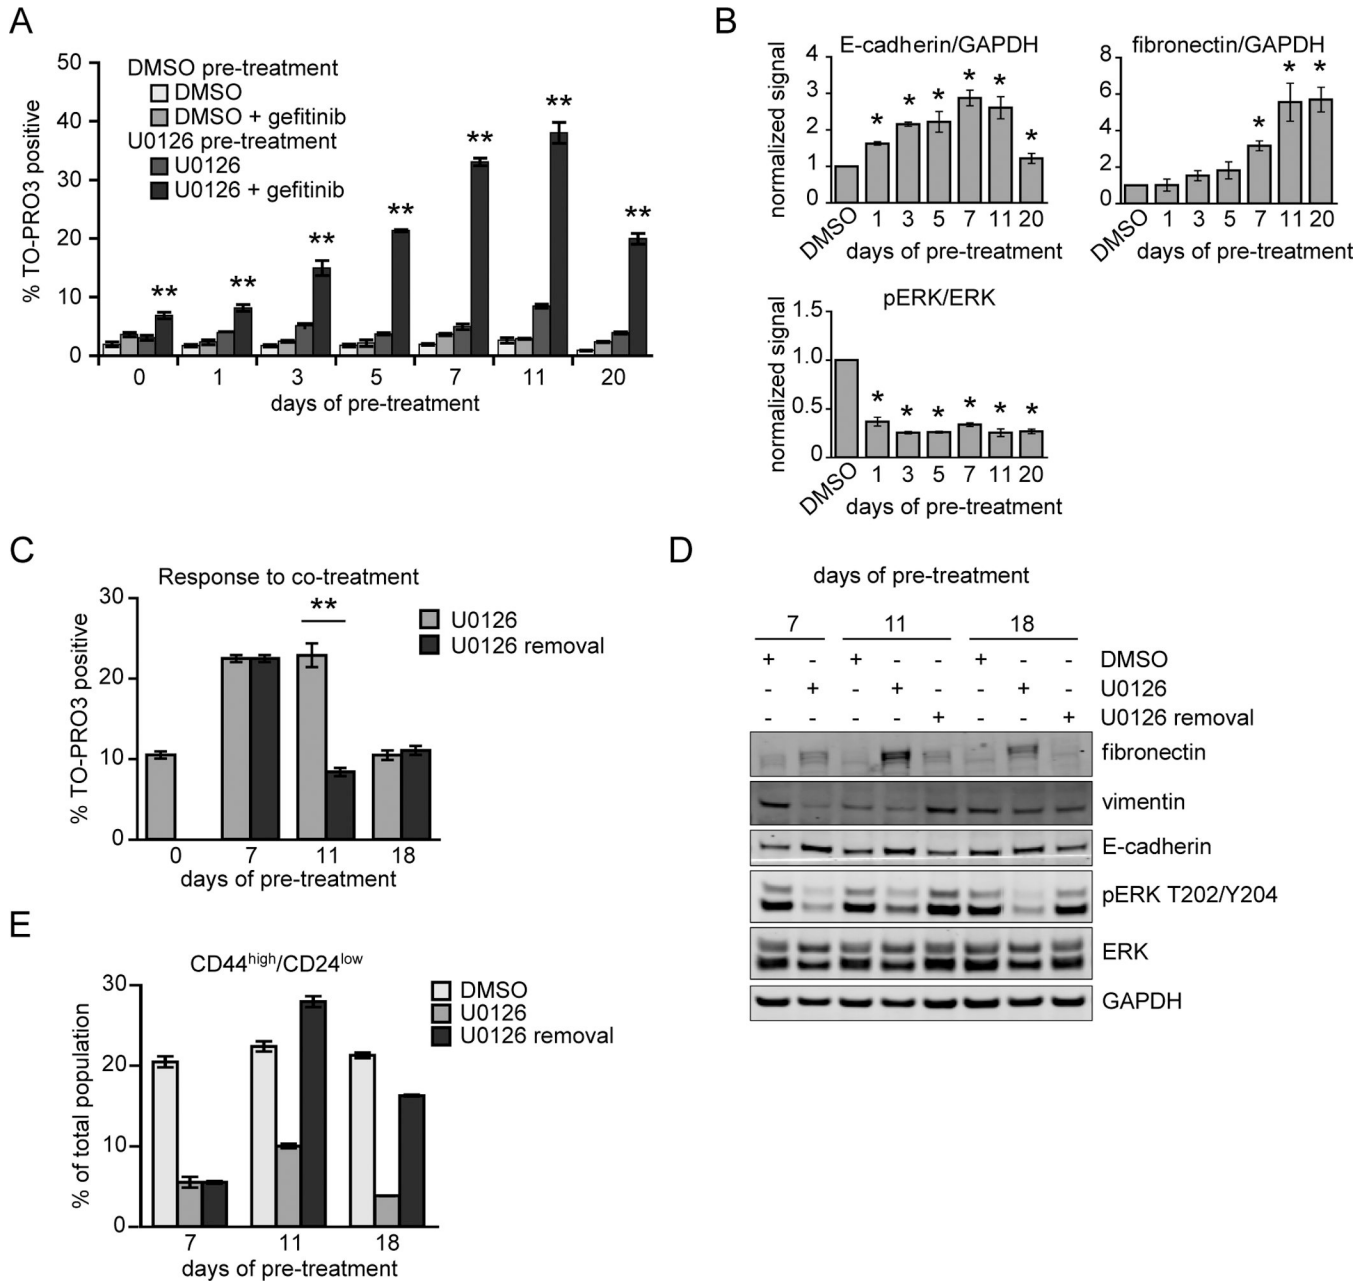 A
50
40
30
20
10
0
% TO-PRO3 positive
DMSO pre-treatment
DMSO
DMSO + gefitinib
U0126 pre-treatment
U0126
U0126 + gefitinib
** ** ** ** ** ** **
0 1 3 5 7 11 20
days of pre-treatment
B
E-cadherin/GAPDH
normalized signal
4
3
2
1
0
* * * * * *
DMSO 1 3 5 7 11 20
days of pre-treatment
fibronectin/GAPDH
8
6
4
2
0
* * *
DMSO 1 3 5 7 11 20
days of pre-treatment
pERK/ERK
normalized signal
1.5
1.0
0.5
0
* * * * * *
DMSO 1 3 5 7 11 20
days of pre-treatment
C
Response to co-treatment
% TO-PRO3 positive
30
20
10
0
**
U0126
U0126 removal
0 7 11 18
days of pre-treatment
D
days of pre-treatment
7 11 18
+ - + - - + - - DMSO
- + - + - - + - U0126
- - - - + - - + U0126 removal
fibronectin
vimentin
E-cadherin
pERK T202/Y204
ERK
GAPDH
E
CD44high/CD24low
% of total population
30
20
10
0
DMSO
U0126
U0126 removal
7 11 18
days of pre-treatment